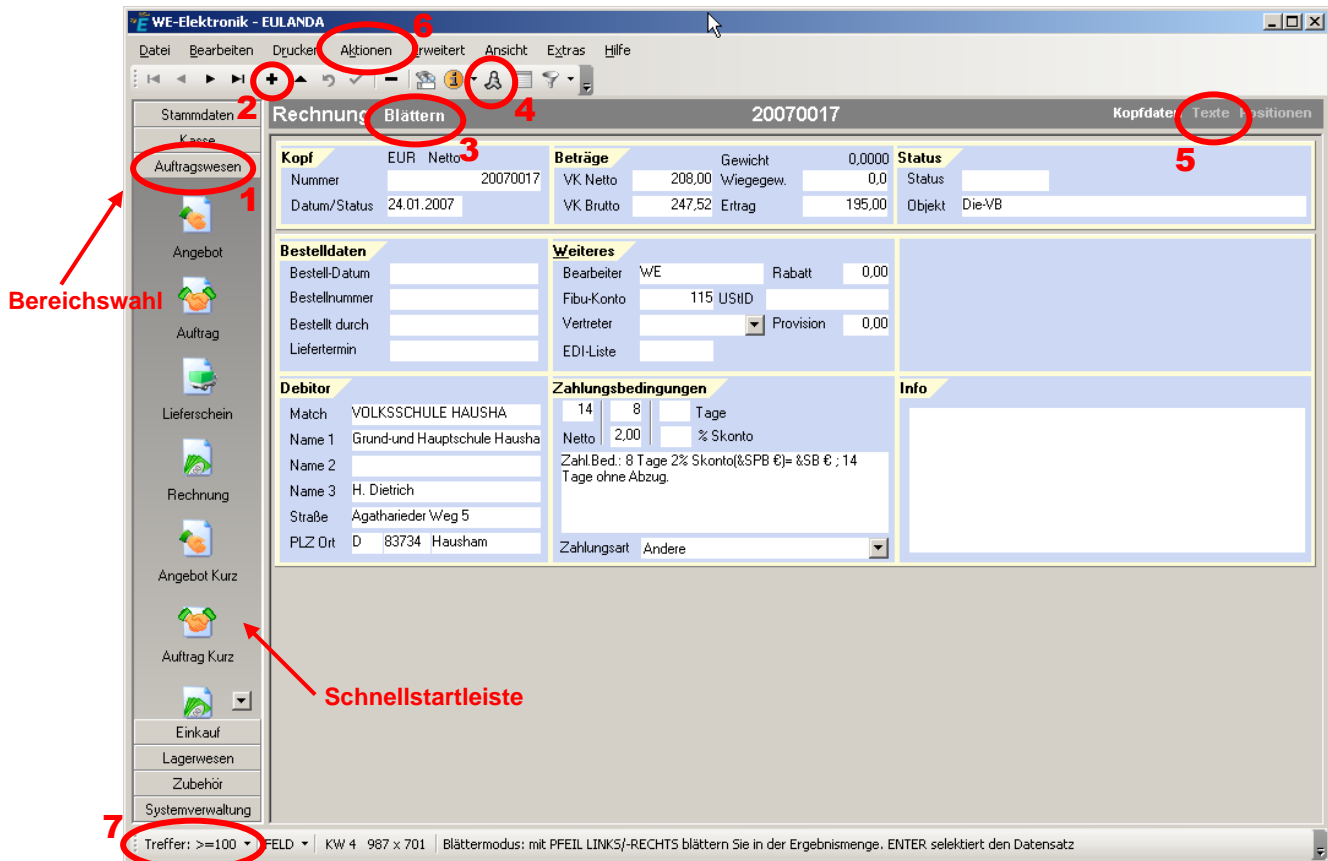 WE-Elektronik - EULANDA
Datei Bearbeiten Drucken Aktionen Erweitert Ansicht Extras Hilfe
6
2
4
Stammdaten
Kasse
Auftragswesen
1
Angebot
Auftrag
Lieferschein
Rechnung
Angebot Kurz
Auftrag Kurz
Einkauf
Lagerwesen
Zubehör
Systemverwaltung
Bereichswahl
Schnellstartleiste
Rechnung Blättern 20070017 Kopfdaten Texte Positionen
3
5
Kopf EUR Netto
Nummer 20070017
Datum/Status 24.01.2007
Beträge Gewicht 0,0000
VK Netto 208,00 Wiegegew. 0,0
VK Brutto 247,52 Ertrag 195,00
Status
Status
Objekt Die-VB
Bestelldaten
Bestell-Datum
Bestellnummer
Bestellt durch
Liefertermin
Weiteres
Bearbeiter WE Rabatt 0,00
Fibu-Konto 115 UStID
Vertreter Provision 0,00
EDI-Liste
Debitor
Match VOLKSSCHULE HAUSHA
Name 1 Grund-und Hauptschule Hausha
Name 2
Name 3 H. Dietrich
Straße Agatharieder Weg 5
PLZ Ort D 83734 Hausham
Zahlungsbedingungen
14 8 Tage
Netto 2,00 % Skonto
Zahl.Bed.: 8 Tage 2% Skonto(&SPB €)= &SB € ; 14
Tage ohne Abzug.
Zahlungsart Andere
Info
7
Treffer: >=100 FELD KW 4 987 x 701 Blättermodus: mit PFEIL LINKS/-RECHTS blättern Sie in der Ergebnismenge. ENTER selektiert den Datensatz